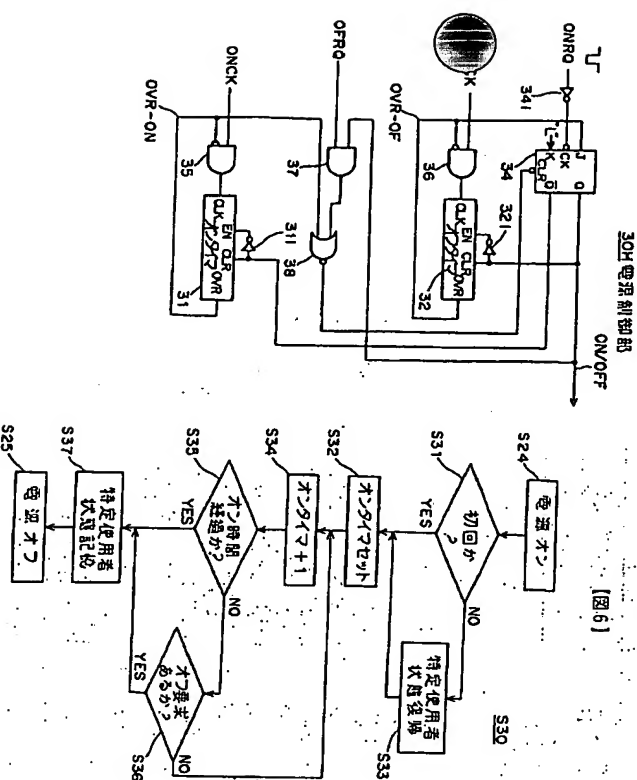 30H 電源制御部
ONRQ
341
J Q
CK
"L"
K CLR Q
34
ON/OFF
CK
36
EN CLR
CLK OVR
オンタイマ
32
321
OVR-OF
OFRQ
37
38
ONCK
35
EN CLR
CLK OVR
オンタイマ
31
311
OVR-ON
【図6】
S30
S24
電源オン
S31
初回か
?
YES
NO
特定使用者
状態復帰
S33
S32
オンタイマセット
S34
オンタイマ+1
S35
オン時間
経過か?
YES
NO
オフ要求
あるか?
YES
NO
S36
S37
特定使用者
状態記憶
S25
電源オフ